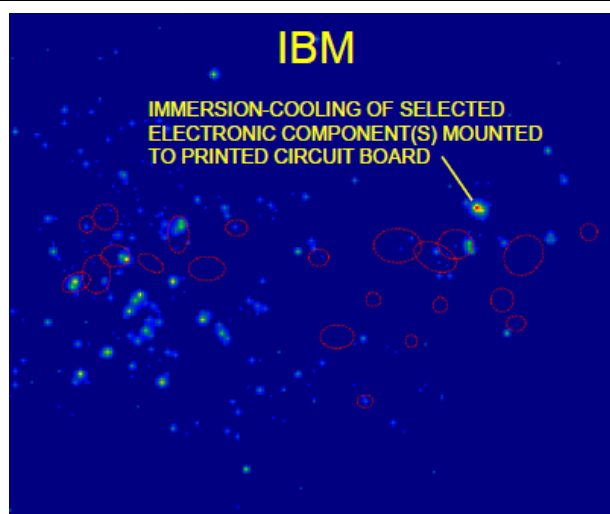 IBM
IMMERSION-COOLING OF SELECTED
ELECTRONIC COMPONENT(S) MOUNTED
TO PRINTED CIRCUIT BOARD